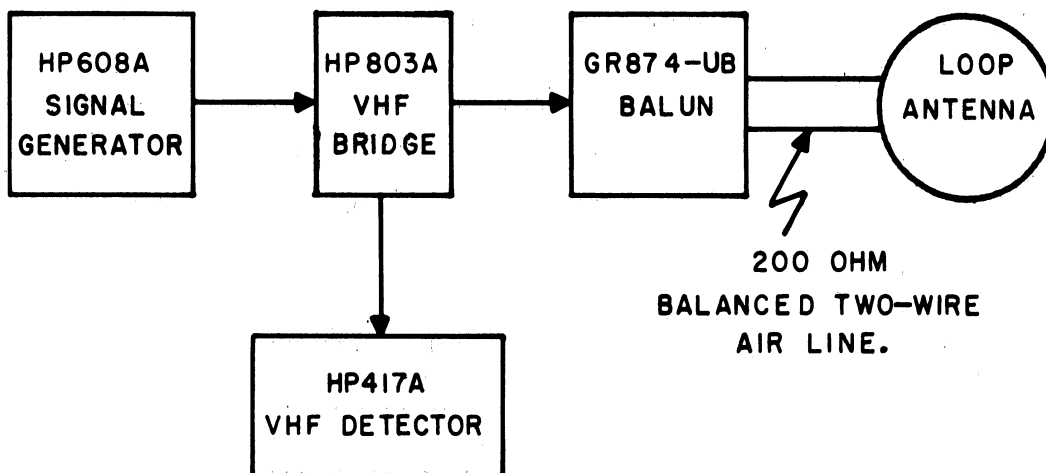 HP608A
SIGNAL
GENERATOR
HP803A
VHF
BRIDGE
GR874-UB
BALUN
LOOP
ANTENNA
200 OHM
BALANCED TWO-WIRE
AIR LINE.
HP417A
VHF DETECTOR